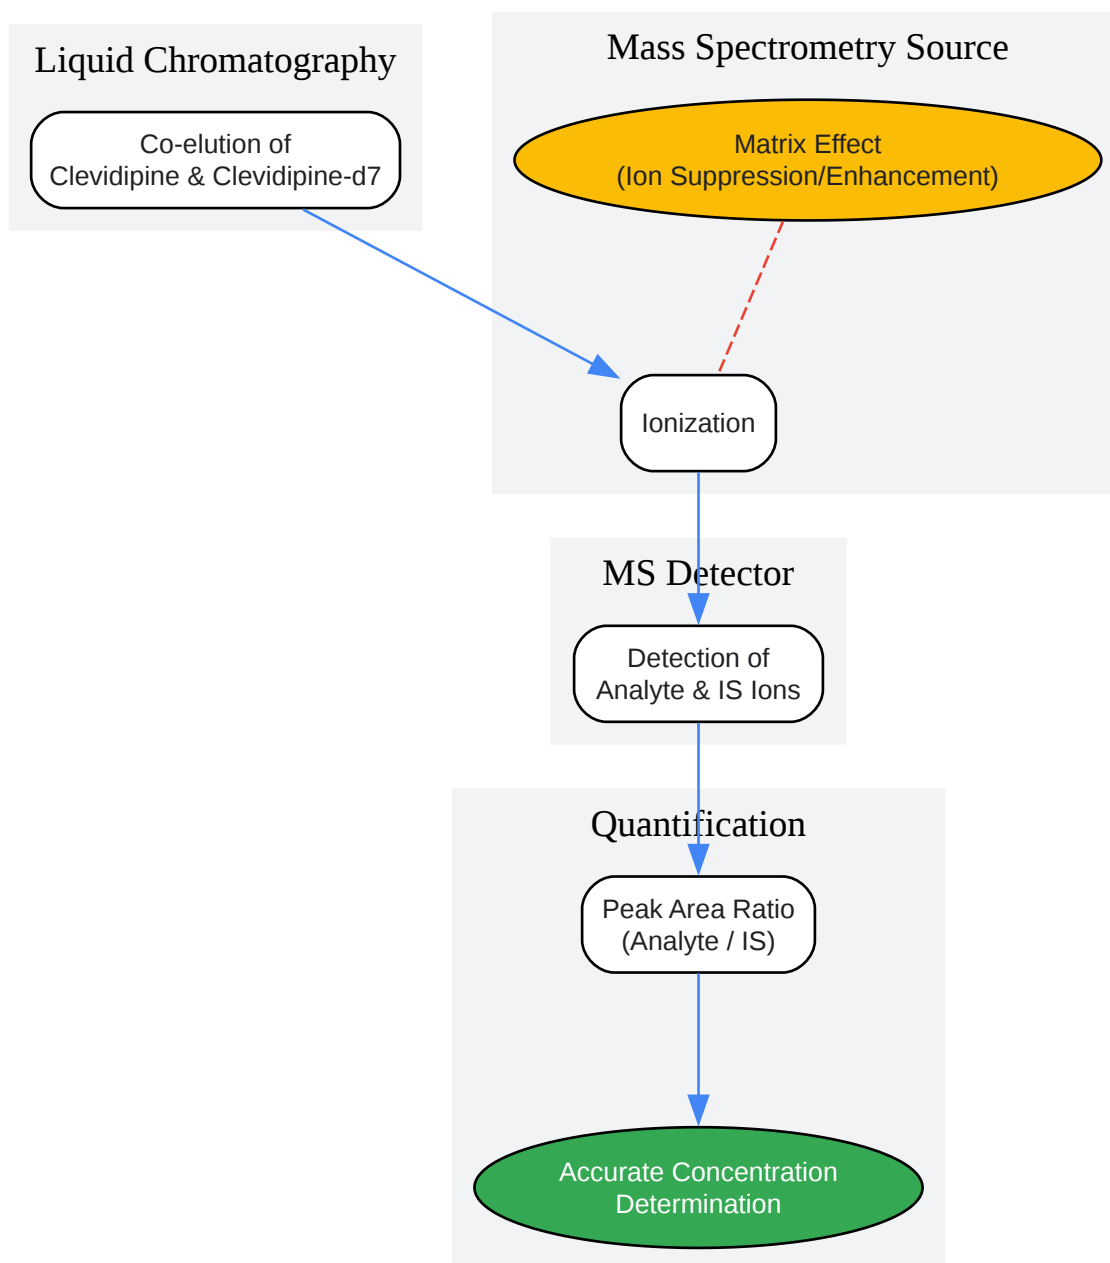 Liquid Chromatography
Co-elution of
Clevidipine & Clevidipine-d7
Mass Spectrometry Source
Matrix Effect
(Ion Suppression/Enhancement)
Ionization
MS Detector
Detection of
Analyte & IS Ions
Quantification
Peak Area Ratio
(Analyte / IS)
Accurate Concentration
Determination